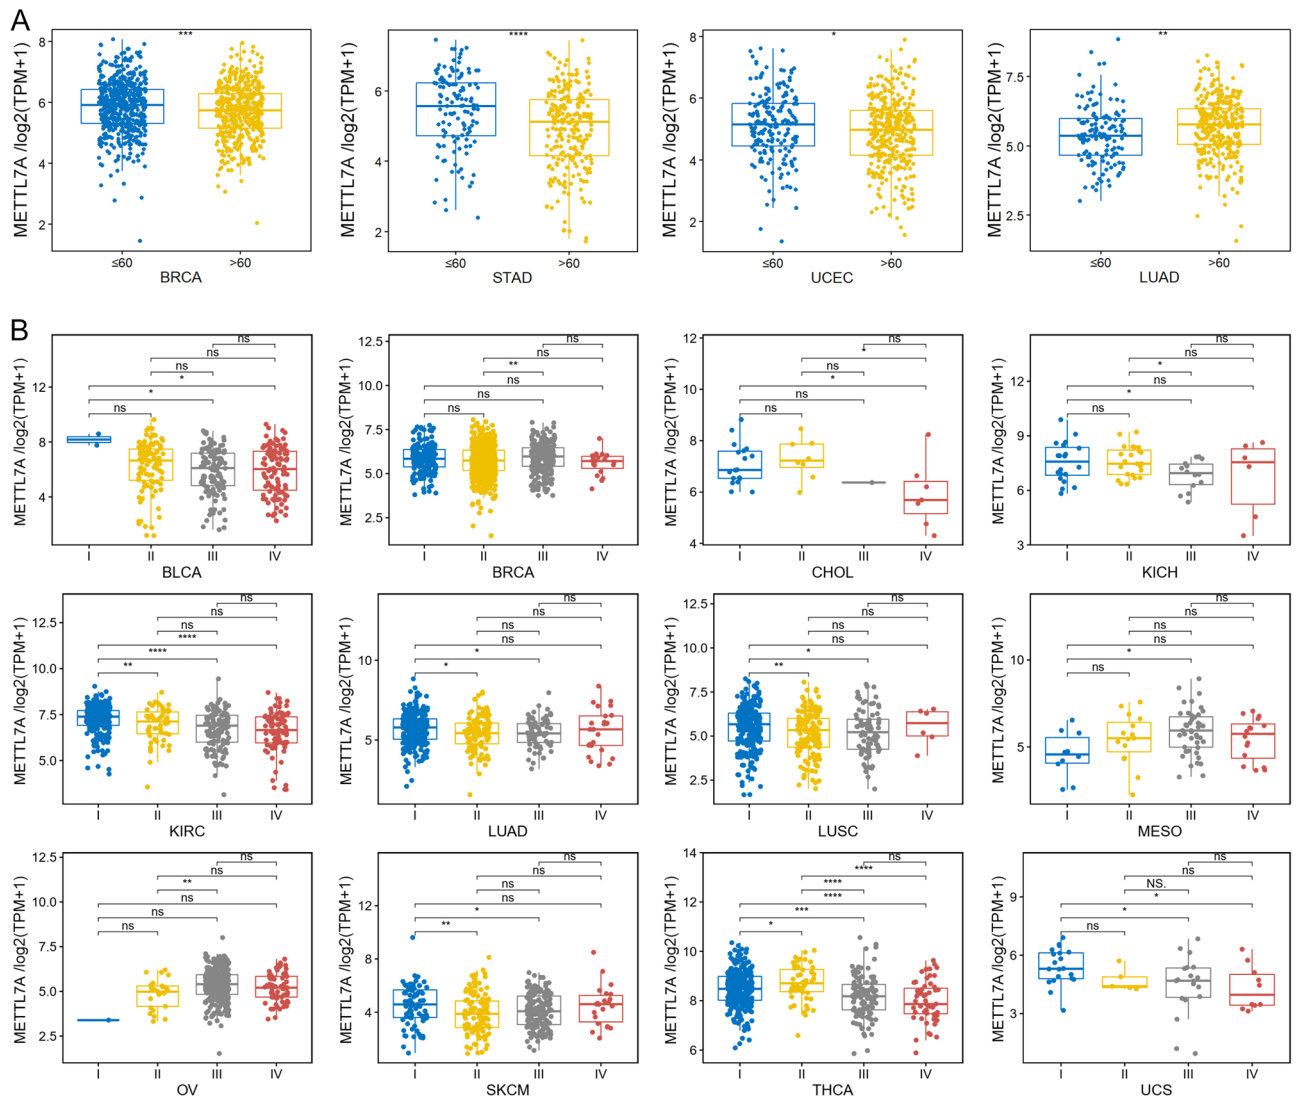 A
METTL7A /log2(TPM+1)
8
6
4
2
***
≤60
>60
BRCA
METTL7A /log2(TPM+1)
6
4
2
****
≤60
>60
STAD
METTL7A /log2(TPM+1)
8
6
4
2
*
≤60
>60
UCEC
METTL7A /log2(TPM+1)
7.5
5.0
2.5
**
≤60
>60
LUAD
B
METTL7A /log2(TPM+1)
12
8
4
ns
ns
ns
*
*
ns
I II III IV
BLCA
METTL7A /log2(TPM+1)
12.5
10.0
7.5
5.0
2.5
ns
ns
**
ns
ns
ns
I II III IV
BRCA
METTL7A /log2(TPM+1)
12
10
8
6
4
ns
*
ns
*
ns
ns
I II III IV
CHOL
METTL7A /log2(TPM+1)
12
9
6
3
ns
ns
*
ns
*
ns
I II III IV
KICH
METTL7A /log2(TPM+1)
12.5
10.0
7.5
5.0
ns
ns
ns
****
****
**
I II III IV
KIRC
METTL7A /log2(TPM+1)
10
5
ns
ns
ns
ns
*
*
I II III IV
LUAD
METTL7A /log2(TPM+1)
12.5
10.0
7.5
5.0
2.5
ns
ns
ns
ns
*
**
I II III IV
LUSC
METTL7A /log2(TPM+1)
10
5
ns
ns
ns
ns
*
ns
I II III IV
MESO
METTL7A /log2(TPM+1)
12.5
10.0
7.5
5.0
2.5
ns
ns
**
ns
ns
ns
I II III IV
OV
METTL7A /log2(TPM+1)
12
8
4
ns
ns
ns
ns
*
**
I II III IV
SKCM
METTL7A /log2(TPM+1)
14
12
10
8
6
ns
****
****
****
***
*
I II III IV
THCA
METTL7A /log2(TPM+1)
9
6
3
ns
ns
NS.
*
*
ns
I II III IV
UCS